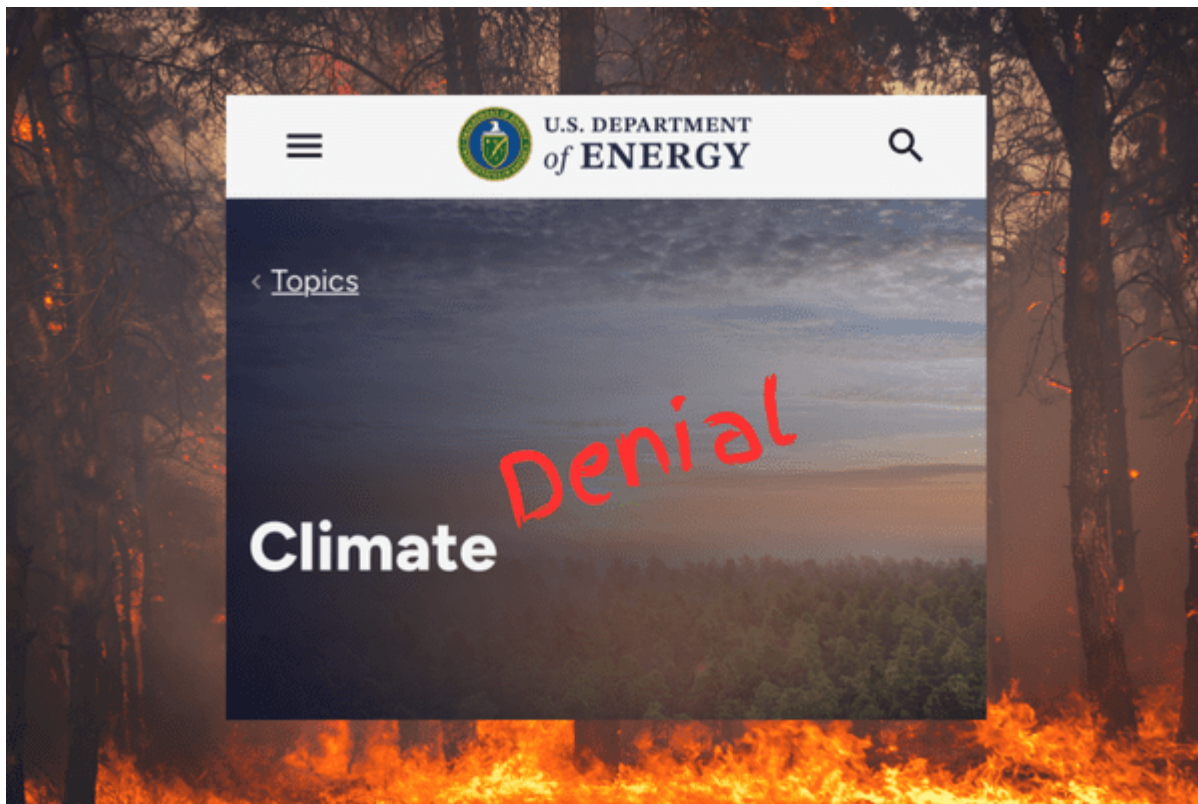 U.S. DEPARTMENT
of ENERGY
< Topics
Denial
Climate